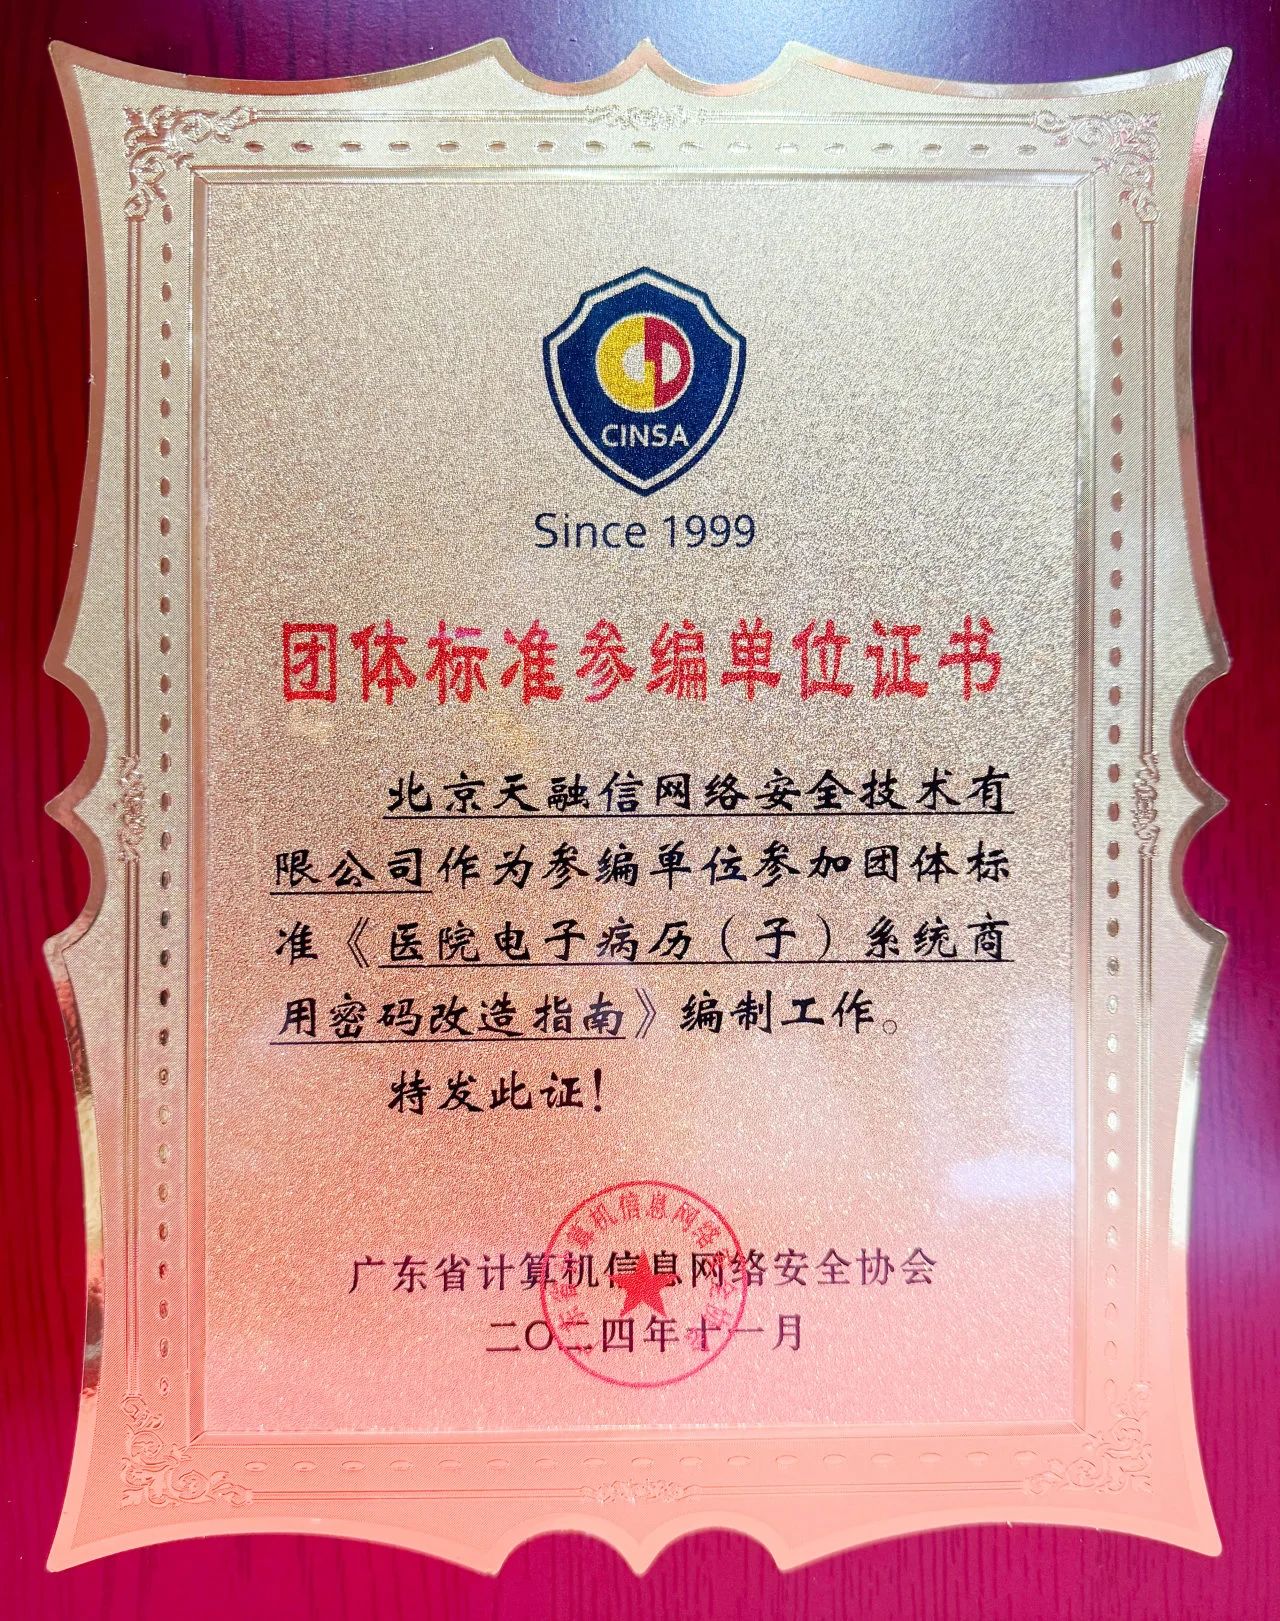 GD
CINSA
Since 1999
团体标准参编单位证书
北京天融信网络安全技术有
限公司作为参编单位参加团体标
准《医院电子病历(子)系统商
用密码改造指南》编制工作。
特发此证!
广东省计算机信息网络安全协会
二〇二四年十一月